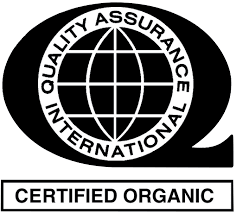 QUALITY ASSURANCE
INTERNATIONAL
CERTIFIED ORGANIC